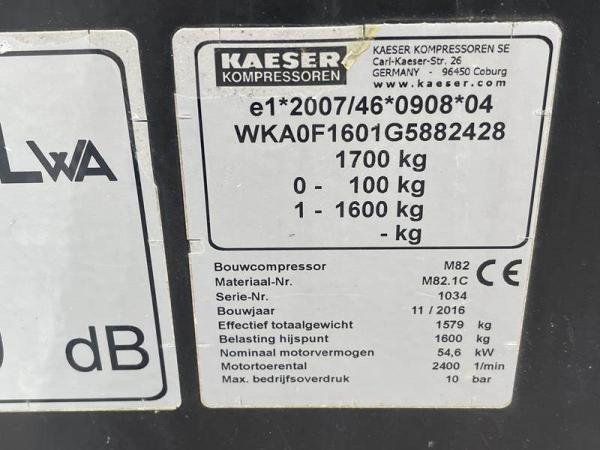 LWA
dB
KAESER
KOMPRESSOREN
KAESER KOMPRESSOREN SE
Carl-Kaeser-Str. 26
GERMANY - 96450 Coburg
www.kaeser.com
e1*2007/46*0908*04
WKA0F1601G5882428
1700 kg
0 - 100 kg
1 - 1600 kg
- kg
Bouwcompressor M82
Materiaal-Nr. M82.1C
Serie-Nr. 1034
Bouwjaar 11 / 2016
Effectief totaalgewicht 1579 kg
Belasting hijspunt 1600 kg
Nominaal motorvermogen 54,6 kW
Motortoerental 2400 1/min
Max. bedrijfsoverdruk 10 bar
CE